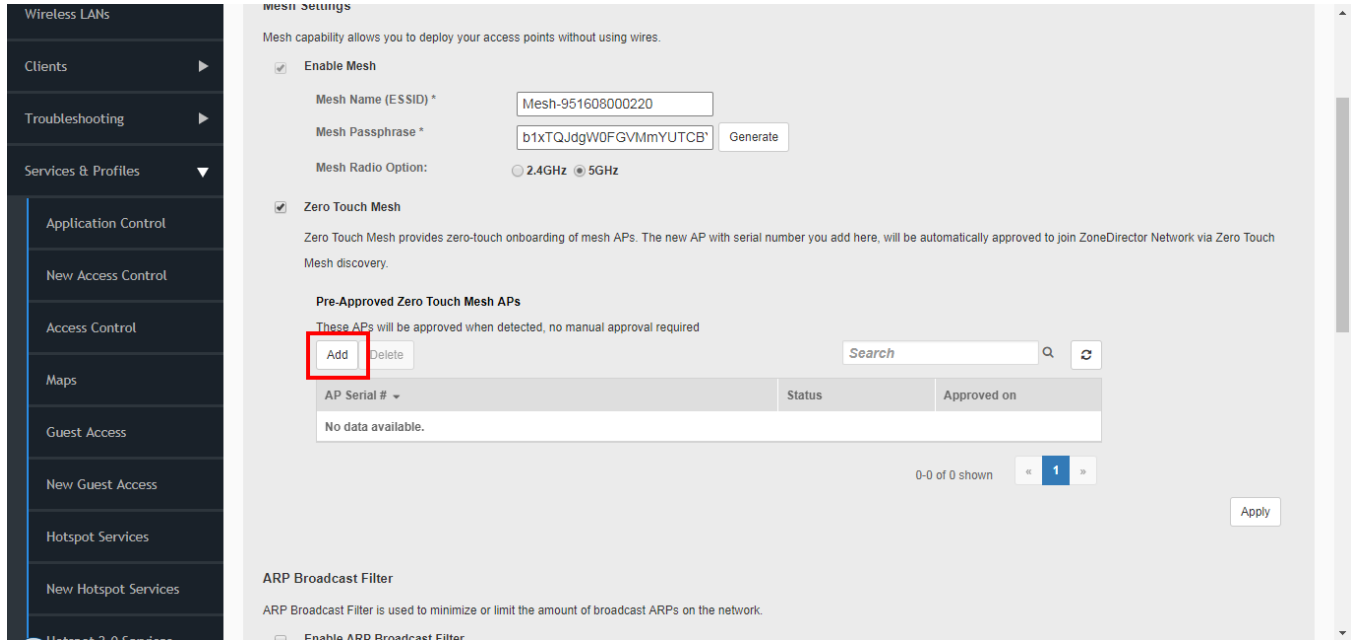 Wireless LANs
Clients
Troubleshooting
Services & Profiles
Application Control
New Access Control
Access Control
Maps
Guest Access
New Guest Access
Hotspot Services
New Hotspot Services
Hotspot 2.0 Services
Mesh Settings
Mesh capability allows you to deploy your access points without using wires.
Enable Mesh
Mesh Name (ESSID) * Mesh-951608000220
Mesh Passphrase * b1xTQJdgW0FGVMmYUTCB Generate
Mesh Radio Option: 2.4GHz 5GHz
Zero Touch Mesh
Zero Touch Mesh provides zero-touch onboarding of mesh APs. The new AP with serial number you add here, will be automatically approved to join ZoneDirector Network via Zero Touch
Mesh discovery.
Pre-Approved Zero Touch Mesh APs
These APs will be approved when detected, no manual approval required
Add Delete Search
AP Serial # Status Approved on
No data available.
0-0 of 0 shown « 1 »
Apply
ARP Broadcast Filter
ARP Broadcast Filter is used to minimize or limit the amount of broadcast ARPs on the network.
Enable ARP Broadcast Filter